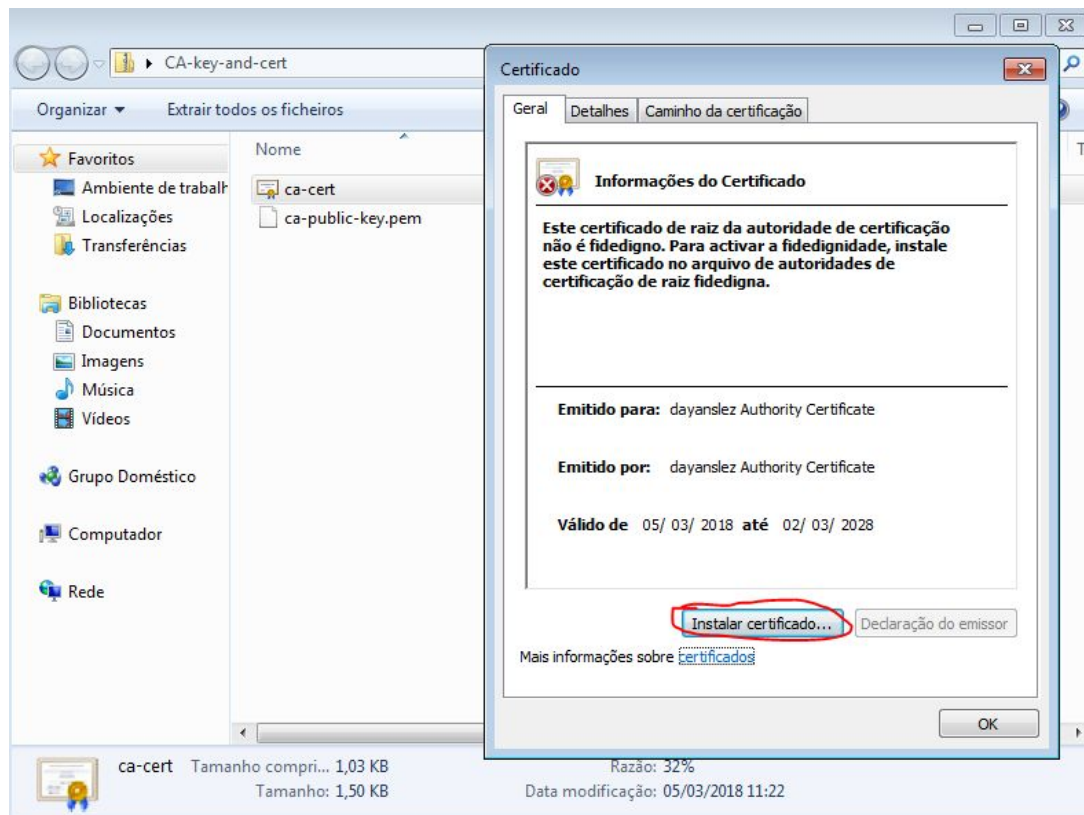 CA-key-and-cert
Organizar
Extrair todos os ficheiros
Favoritos
Ambiente de trabalh
Localizações
Transferências
Bibliotecas
Documentos
Imagens
Música
Vídeos
Grupo Doméstico
Computador
Rede
Nome
T
ca-cert
ca-public-key.pem
Certificado
Geral
Detalhes
Caminho da certificação
Informações do Certificado
Este certificado de raiz da autoridade de certificação
não é fidedigno. Para activar a fidedignidade, instale
este certificado no arquivo de autoridades de
certificação de raiz fidedigna.
Emitido para: dayanslez Authority Certificate
Emitido por: dayanslez Authority Certificate
Válido de 05/ 03/ 2018 até 02/ 03/ 2028
Instalar certificado...
Declaração do emissor
Mais informações sobre certificados
OK
ca-cert Tamanho compri... 1,03 KB Razão: 32%
Tamanho: 1,50 KB Data modificação: 05/03/2018 11:22